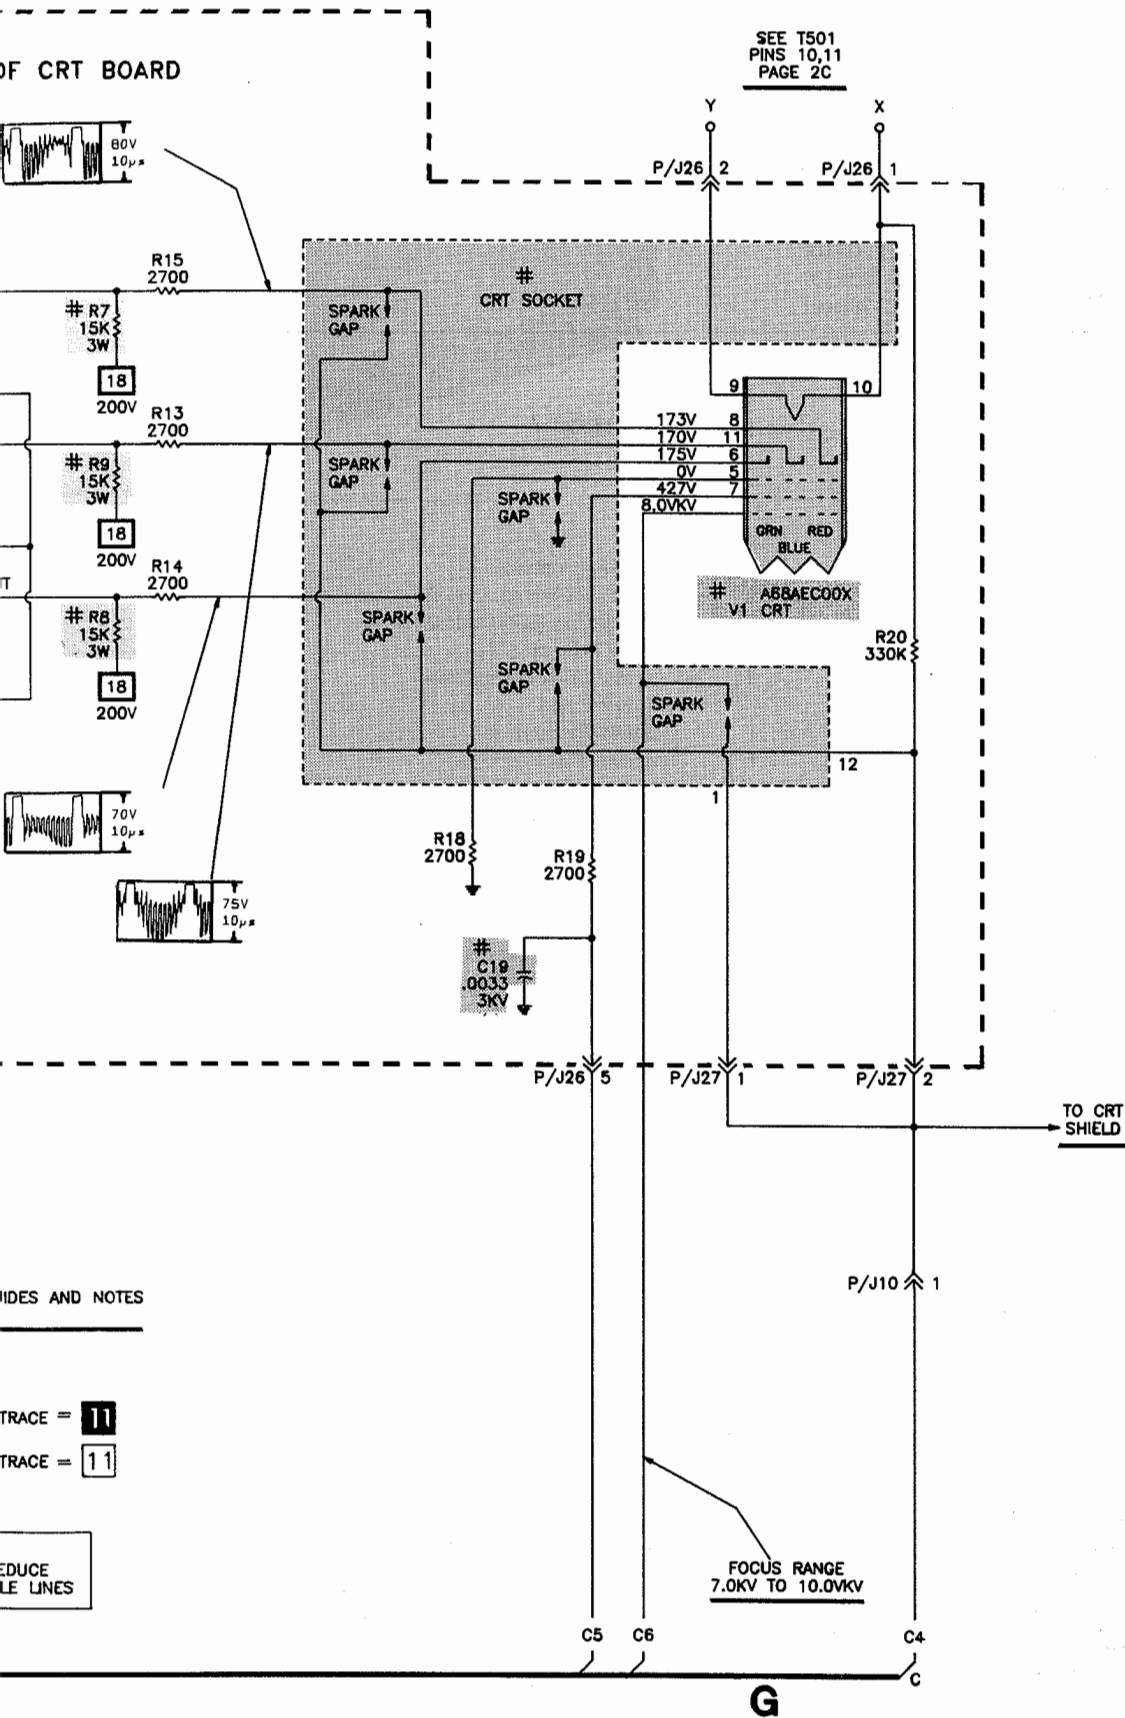 SEE T501
PINS 10,11
PAGE 2C
OF CRT BOARD
Y
X
80V
10µs
P/J26 2
P/J26 1
R15
2700
#
CRT SOCKET
SPARK
GAP
# R7
15K
3W
18
200V
R13
2700
9
10
173V 8
170V 11
175V 6
0V 5
427V 7
8.0VKV
# R9
15K
3W
SPARK
GAP
SPARK
GAP
18
200V
GRN RED
BLUE
R14
2700
# A68AEC00X
V1 CRT
# R8
15K
3W
SPARK
GAP
R20
330K
18
200V
SPARK
GAP
SPARK
GAP
12
1
70V
10µs
R18
2700
R19
2700
75V
10µs
#
C19
.0033
3KV
P/J26 5
P/J27 1
P/J27 2
TO CRT
SHIELD
P/J10 1
UIDES AND NOTES
TRACE = 11
TRACE = 11
EDUCE
LE LINES
FOCUS RANGE
7.0KV TO 10.0VKV
C5
C6
C4
C
G